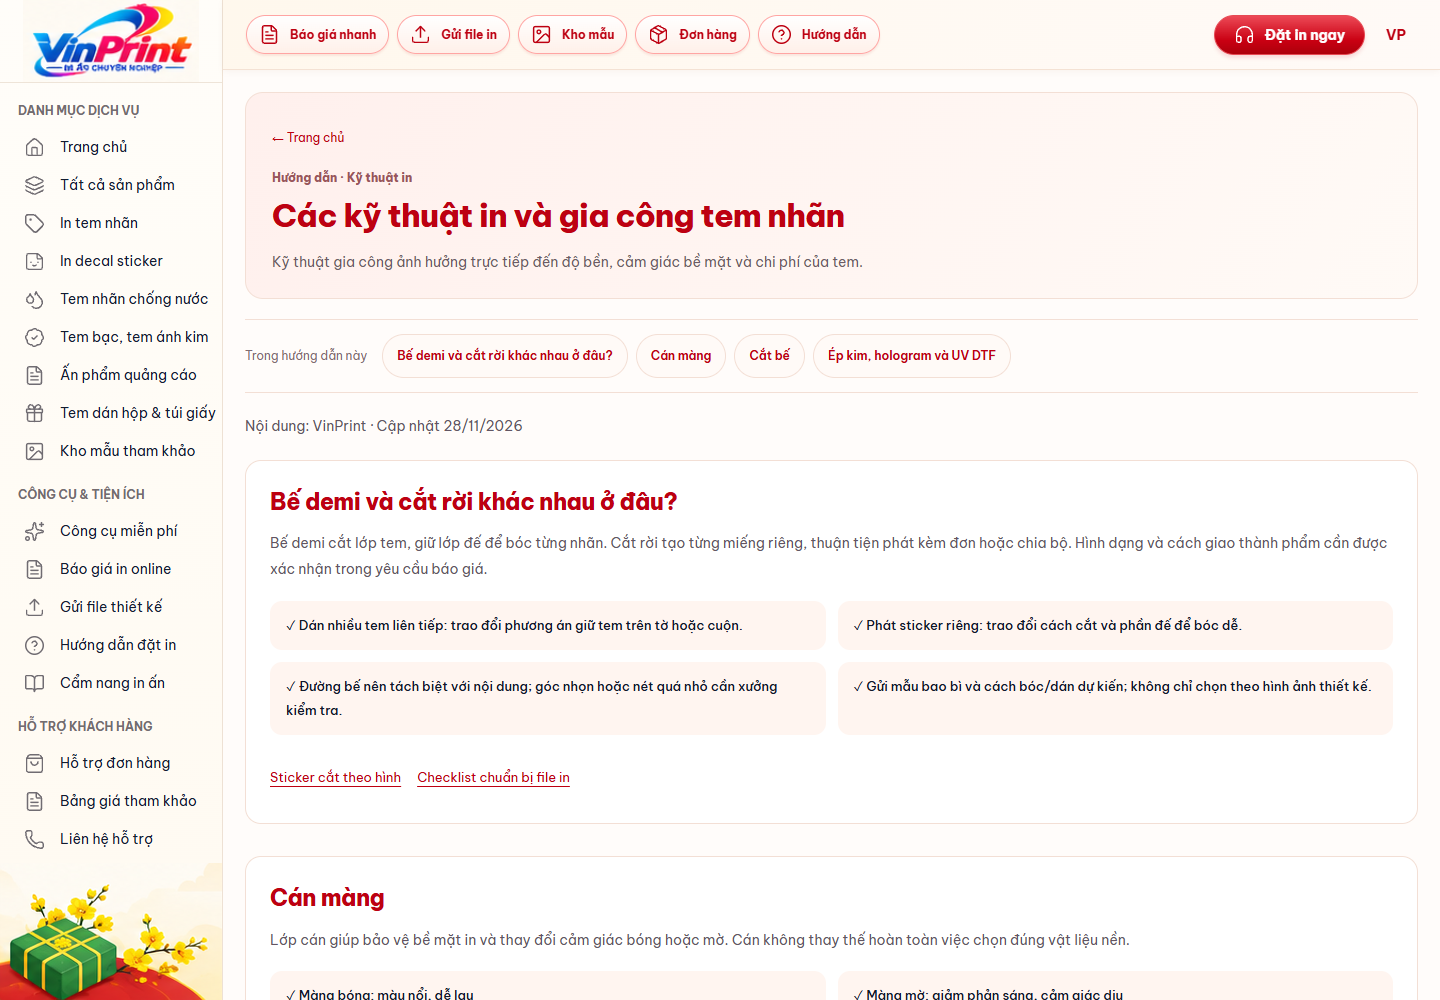 VinPrint
IN ẤN CHUYÊN NGHIỆP
DANH MỤC DỊCH VỤ
Trang chủ
Tất cả sản phẩm
In tem nhãn
In decal sticker
Tem nhãn chống nước
Tem bạc, tem ánh kim
Ấn phẩm quảng cáo
Tem dán hộp & túi giấy
Kho mẫu tham khảo
CÔNG CỤ & TIỆN ÍCH
Công cụ miễn phí
Báo giá in online
Gửi file thiết kế
Hướng dẫn đặt in
Cẩm nang in ấn
HỖ TRỢ KHÁCH HÀNG
Hỗ trợ đơn hàng
Bảng giá tham khảo
Liên hệ hỗ trợ
Báo giá nhanh
Gửi file in
Kho mẫu
Đơn hàng
Hướng dẫn
Đặt in ngay
VP
← Trang chủ
Hướng dẫn · Kỹ thuật in
Các kỹ thuật in và gia công tem nhãn
Kỹ thuật gia công ảnh hưởng trực tiếp đến độ bền, cảm giác bề mặt và chi phí của tem.
Trong hướng dẫn này
Bế demi và cắt rời khác nhau ở đâu?
Cán màng
Cắt bế
Ép kim, hologram và UV DTF
Nội dung: VinPrint · Cập nhật 28/11/2026
Bế demi và cắt rời khác nhau ở đâu?
Bế demi cắt lớp tem, giữ lớp đế để bóc từng nhãn. Cắt rời tạo từng miếng riêng, thuận tiện phát kèm đơn hoặc chia bộ. Hình dạng và cách giao thành phẩm cần được
xác nhận trong yêu cầu báo giá.
✓ Dán nhiều tem liên tiếp: trao đổi phương án giữ tem trên tờ hoặc cuộn.
✓ Phát sticker riêng: trao đổi cách cắt và phần đế để bóc dễ.
✓ Đường bế nên tách biệt với nội dung; góc nhọn hoặc nét quá nhỏ cần xưởng
kiểm tra.
✓ Gửi mẫu bao bì và cách bóc/dán dự kiến; không chỉ chọn theo hình ảnh thiết kế.
Sticker cắt theo hình
Checklist chuẩn bị file in
Cán màng
Lớp cán giúp bảo vệ bề mặt in và thay đổi cảm giác bóng hoặc mờ. Cán không thay thế hoàn toàn việc chọn đúng vật liệu nền.
✓ Màng bóng: màu nổi, dễ lau
✓ Màng mờ: giảm phản sáng, cảm giác dịu